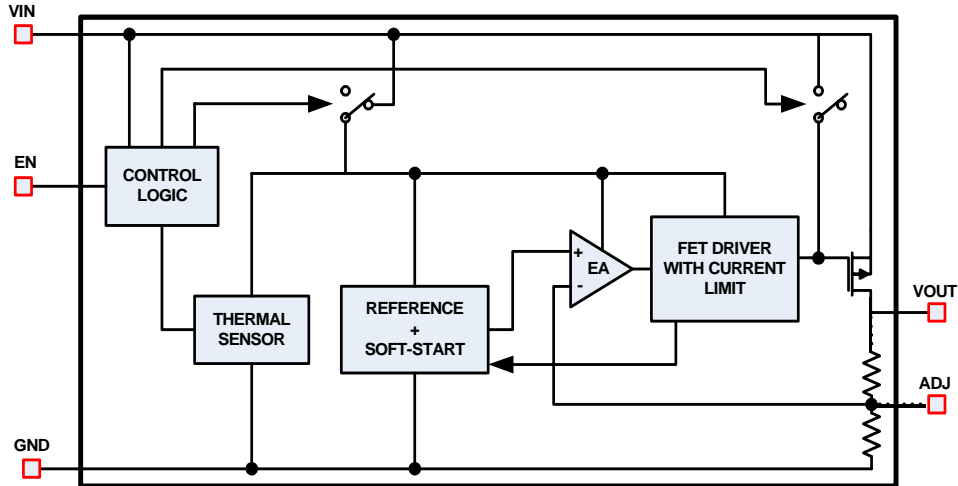 VIN
EN
CONTROL
LOGIC
THERMAL
SENSOR
REFERENCE
+
SOFT-START
+
EA
-
FET DRIVER
WITH CURRENT
LIMIT
VOUT
ADJ
GND